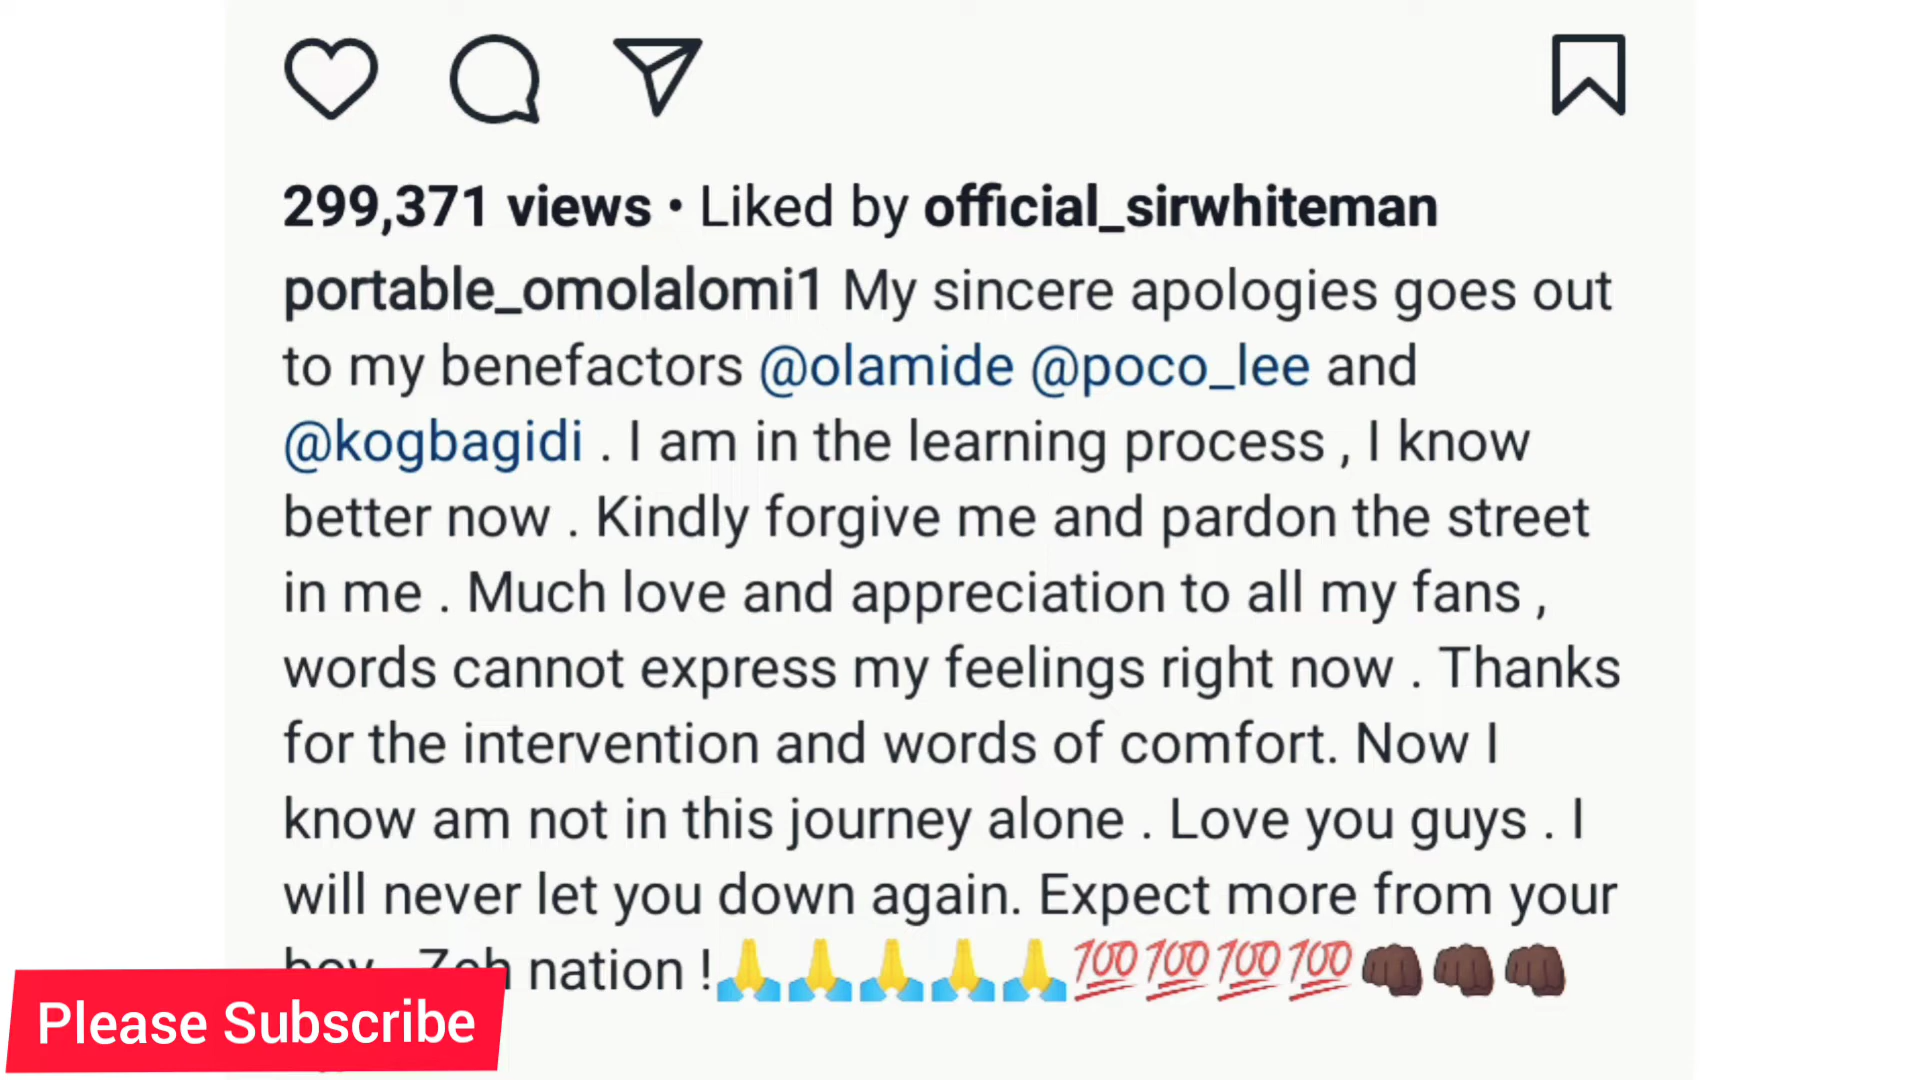 299,371 views • Liked by official_sirwhiteman
portable_omolalomi1 My sincere apologies goes out
to my benefactors @olamide @poco_lee and
@kogbagidi . I am in the learning process , I know
better now . Kindly forgive me and pardon the street
in me . Much love and appreciation to all my fans ,
words cannot express my feelings right now . Thanks
for the intervention and words of comfort. Now I
know am not in this journey alone . Love you guys . I
will never let you down again. Expect more from your
boy . Zeh nation !🙏🙏🙏🙏🙏💯💯💯💯👊🏿👊🏿👊🏿
Please Subscribe